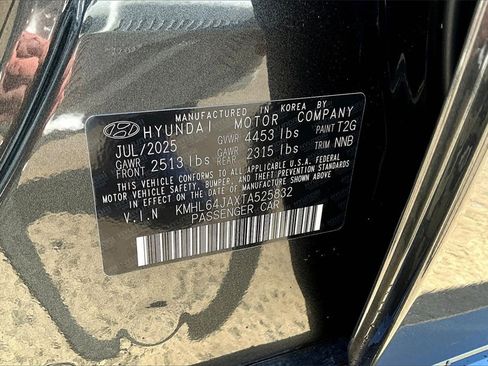 MANUFACTURED IN KOREA BY
HYUNDAI MOTOR COMPANY
JUL/2025 GVWR 4453 lbs PAINT T2G
GAWR FRONT 2513 lbs GAWR REAR 2315 lbs TRIM NNB
THIS VEHICLE CONFORMS TO ALL APPLICABLE U.S.A. FEDERAL
MOTOR VEHICLE SAFETY, BUMPER, AND THEFT PREVENTION STANDARDS
IN EFFECT ON THE DATE OF MANUFACTURE SHOWN ABOVE.
V.I.N KMHL64JAXTA525832
PASSENGER CAR